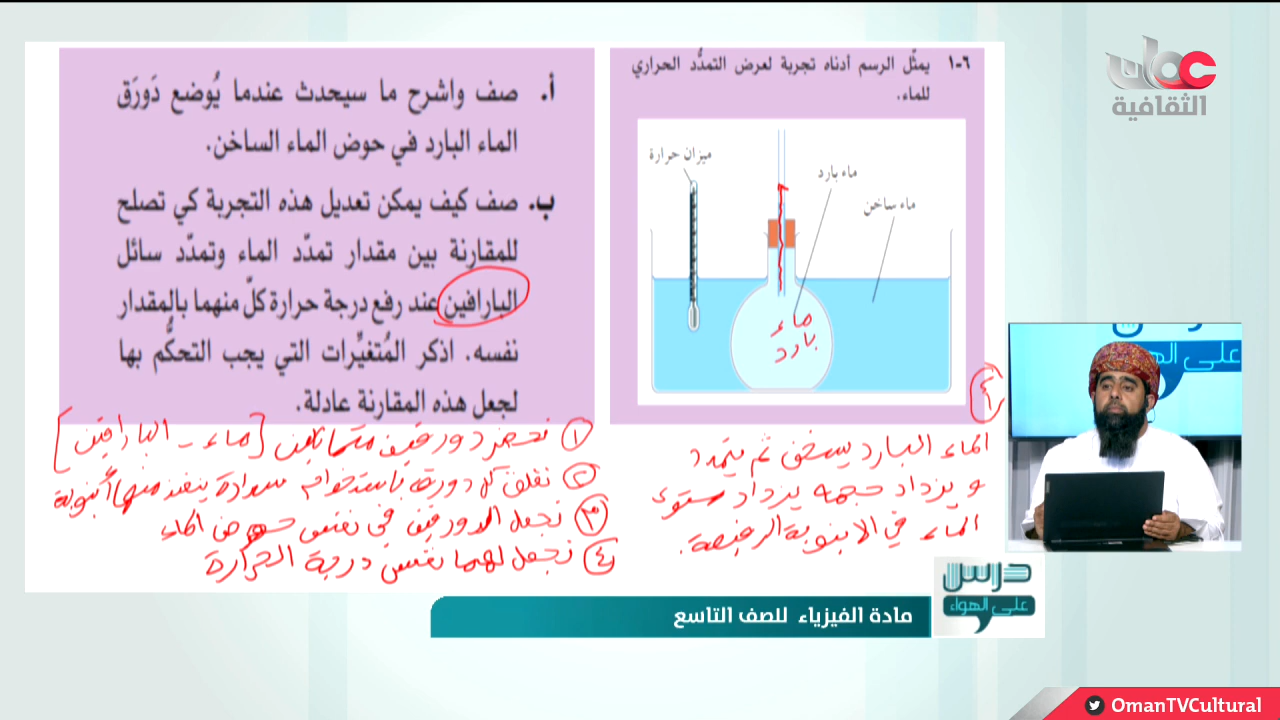 عمان
الثقافية
٦-١ يمثّل الرسم أدناه تجربة لعرض التمدُّد الحراري
للماء.
ميزان حرارة
ماء بارد
ماء ساخن
ماء
بارد
أ
الماء البارد يسخن ثم يتمدد
و يزداد حجمه يزداد مستوى
الماء في الانبوبة الرفيعة.
أ. صف واشرح ما سيحدث عندما يُوضع دَورَق
الماء البارد في حوض الماء الساخن.
ب. صف كيف يمكن تعديل هذه التجربة كي تصلح
للمقارنة بين مقدار تمدّد الماء وتمدّد سائل
البارافين عند رفع درجة حرارة كلّ منهما بالمقدار
نفسه. اذكر المُتغيِّرات التي يجب التحكُّم بها
لجعل هذه المقارنة عادلة.
١ نحضر دورقين متماثلين [ماء - البارافين]
٢ نغلق كل دورق باستخدام سدادة ينفذ منها أنبوبة
٣ نجعل الدورقين في نفس حوض الماء
٤ نجعل لهما نفس درجة الحرارة
على الهواء
درس
على الهواء
مادة الفيزياء للصف التاسع
OmanTVCultural